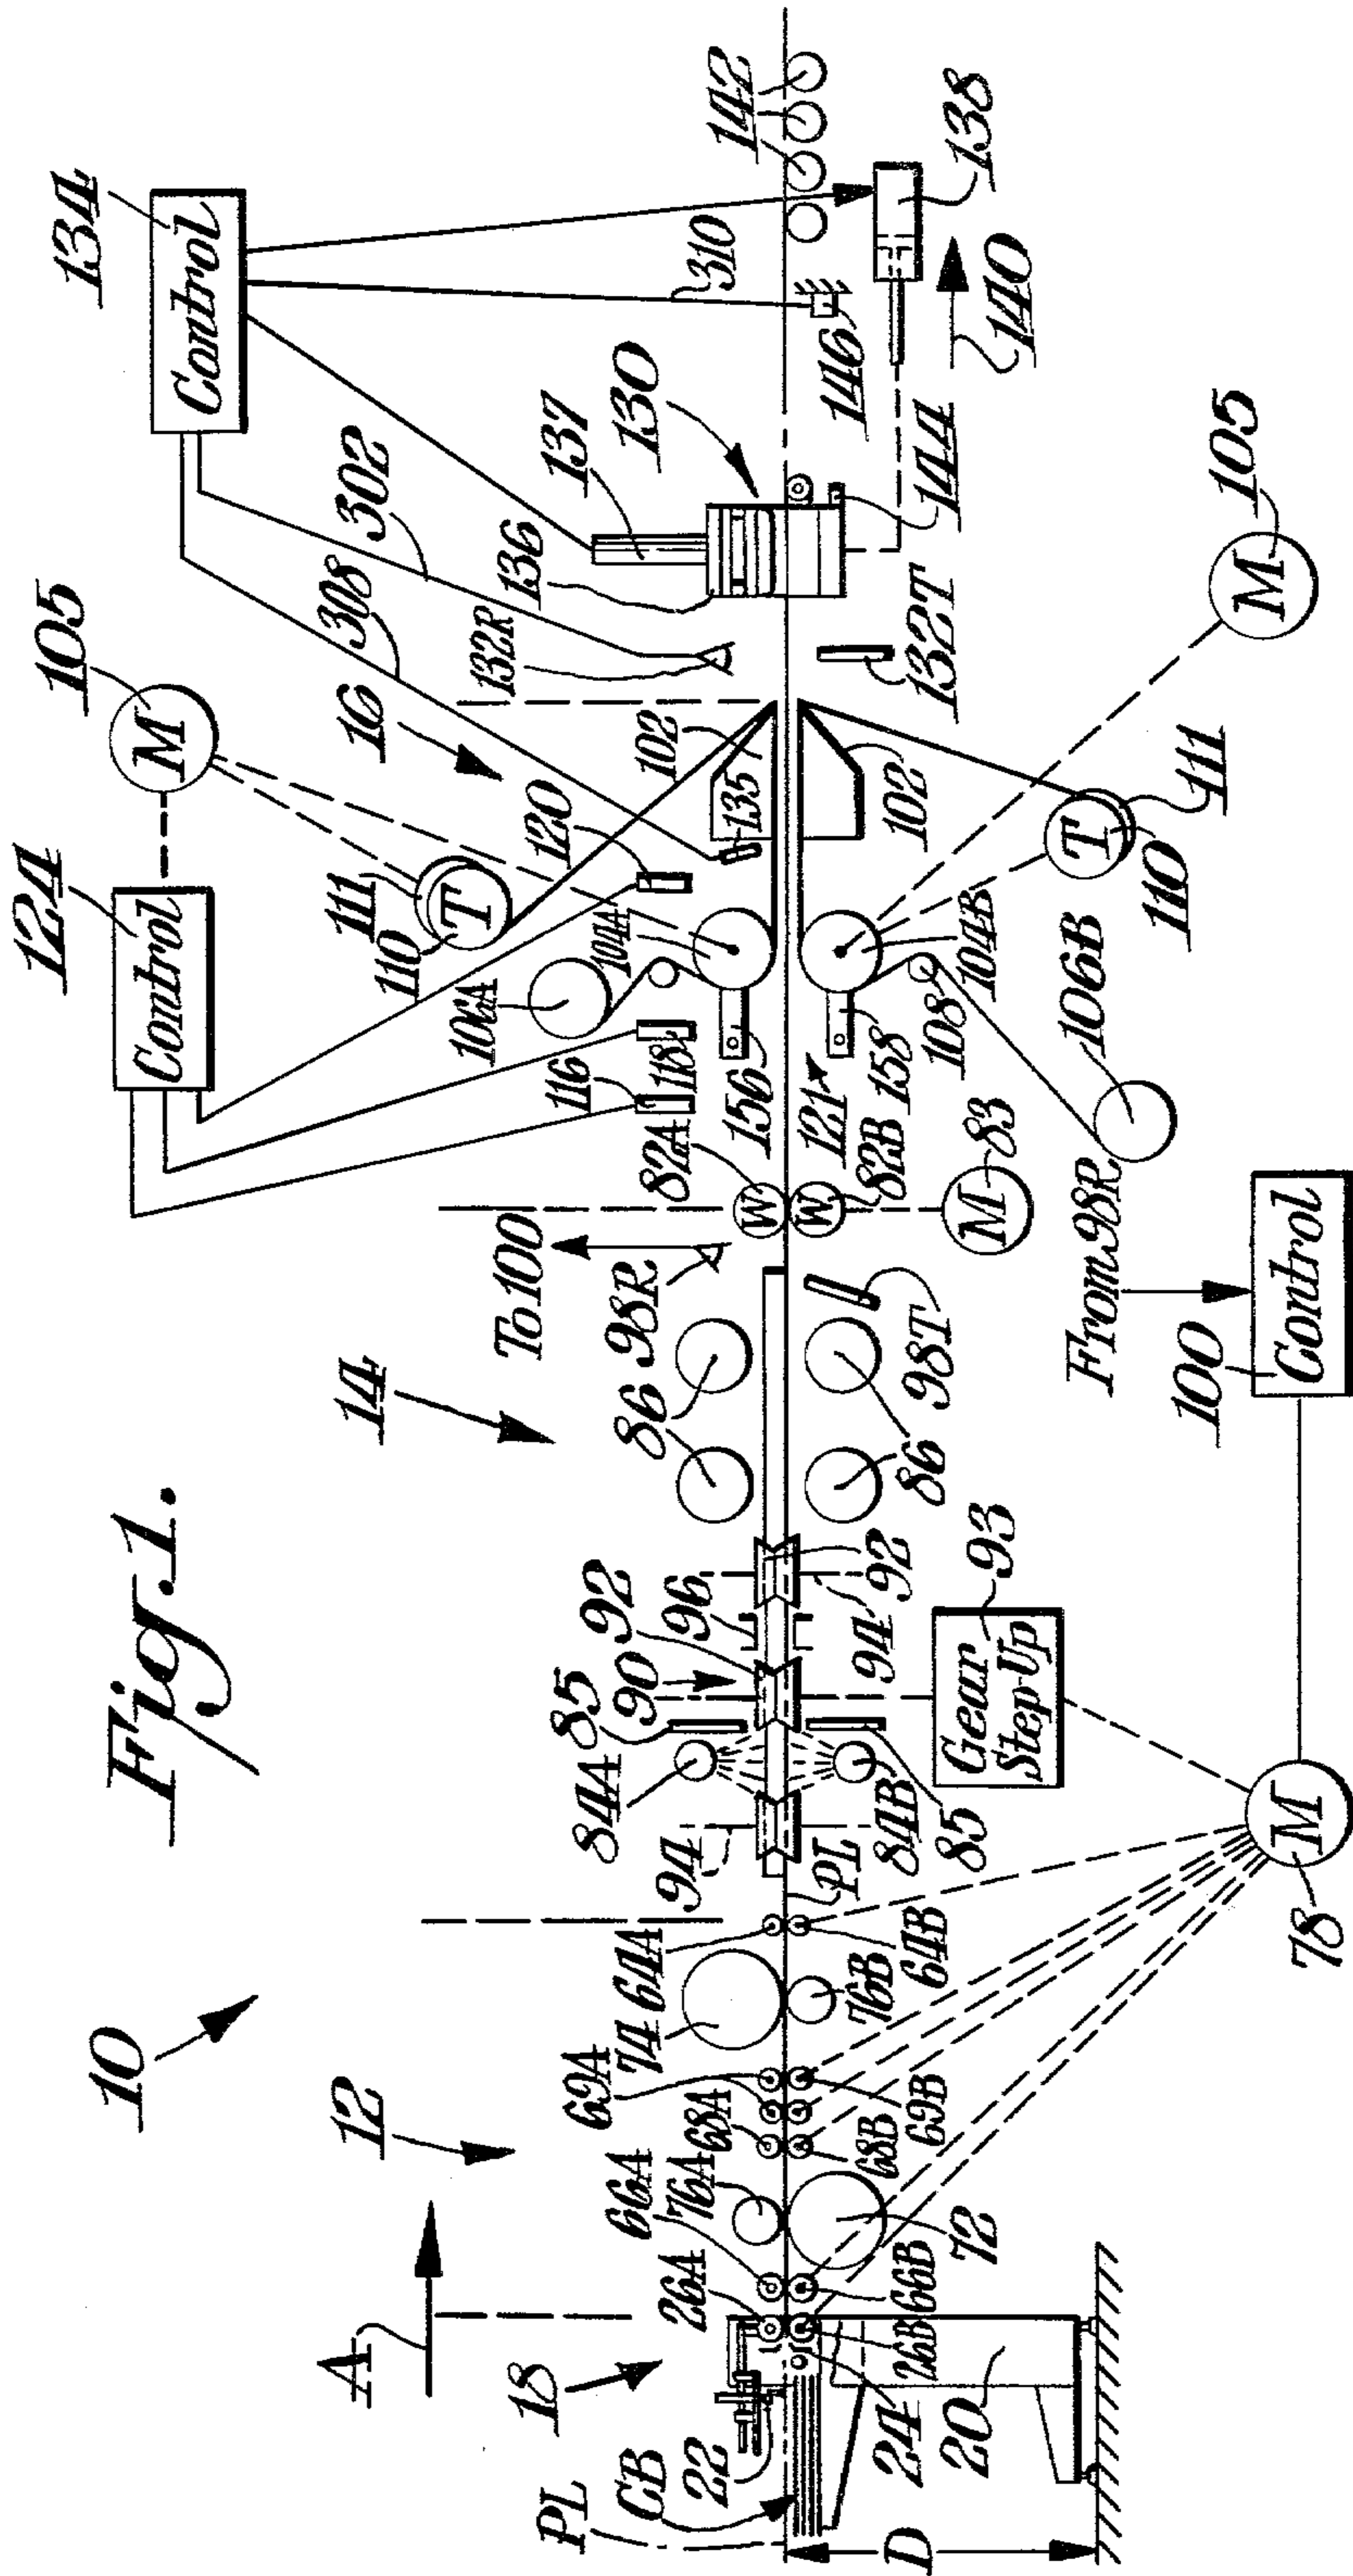 Fig. 1.
10
12
14
16
A
18
PL
CB
22
26A
66A
76A
68A
69A
74
64A
94
84A
85
90
92
96
86
98R
To 100
82A
116
118
156
106A
104A
110
T
111
120
135
102
124
Control
105
M
308
302
132R
136
137
130
134
Control
310
142
D
20
24
26B
66B
72
68B
69B
76B
64B
PL
84B
85
94
92
Gear
Step-Up
93
M
78
86
98T
W
W
82B
M
83
121
158
108
104B
106B
From 98R
100
Control
102
T
110
111
132T
M
105
144
146
140
138